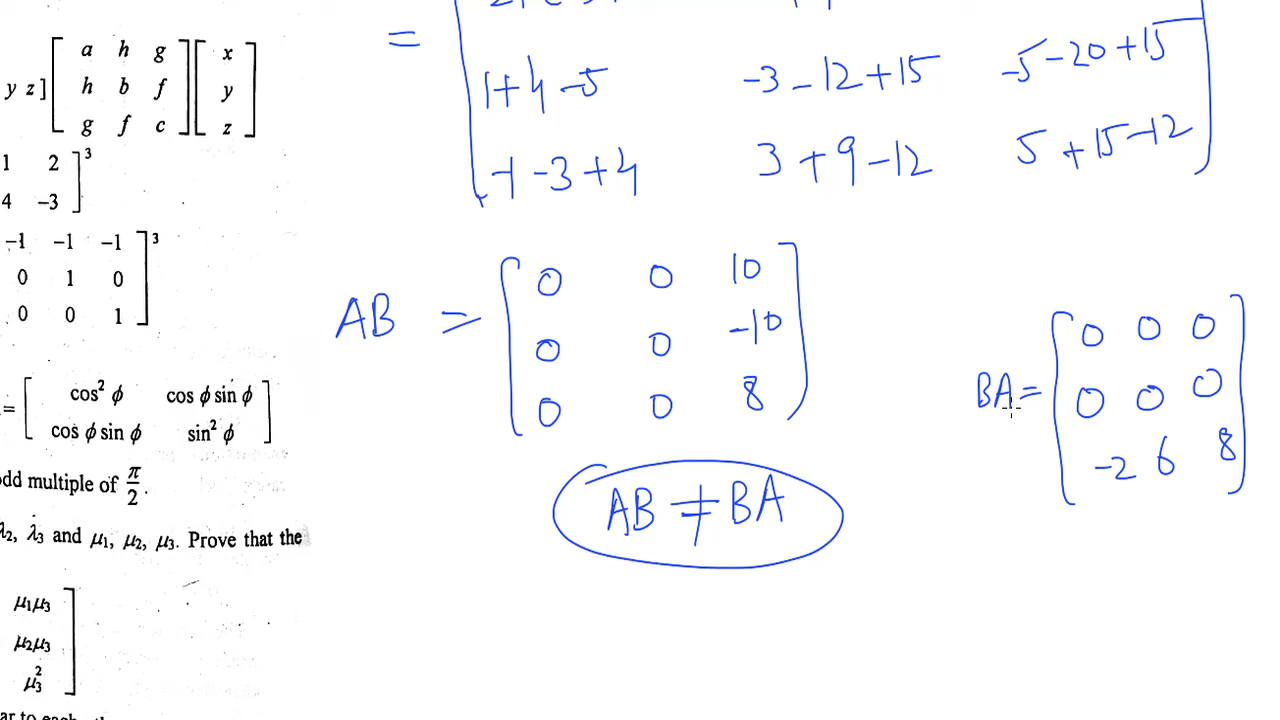 =
1+4-5 -3-12+15 -5-20+15
-1-3+4 3+9-12 5+15-12
y z] [ a h g ] [ x ]
h b f y
g f c z
1 2 ]³
4 −3
−1 −1 −1 ]³
0 1 0
0 0 1
= [ cos² ϕ cos ϕ sin ϕ ]
cos ϕ sin ϕ sin² ϕ
dd multiple of π/2.
λ₂, λ₃ and μ₁, μ₂, μ₃. Prove that the
μ₁μ₃
μ₂μ₃
μ₃²
AB = [ 0 0 10 ]
0 0 -10
0 0 8
BA = [ 0 0 0 ]
0 0 0
-2 6 8
AB ≠ BA